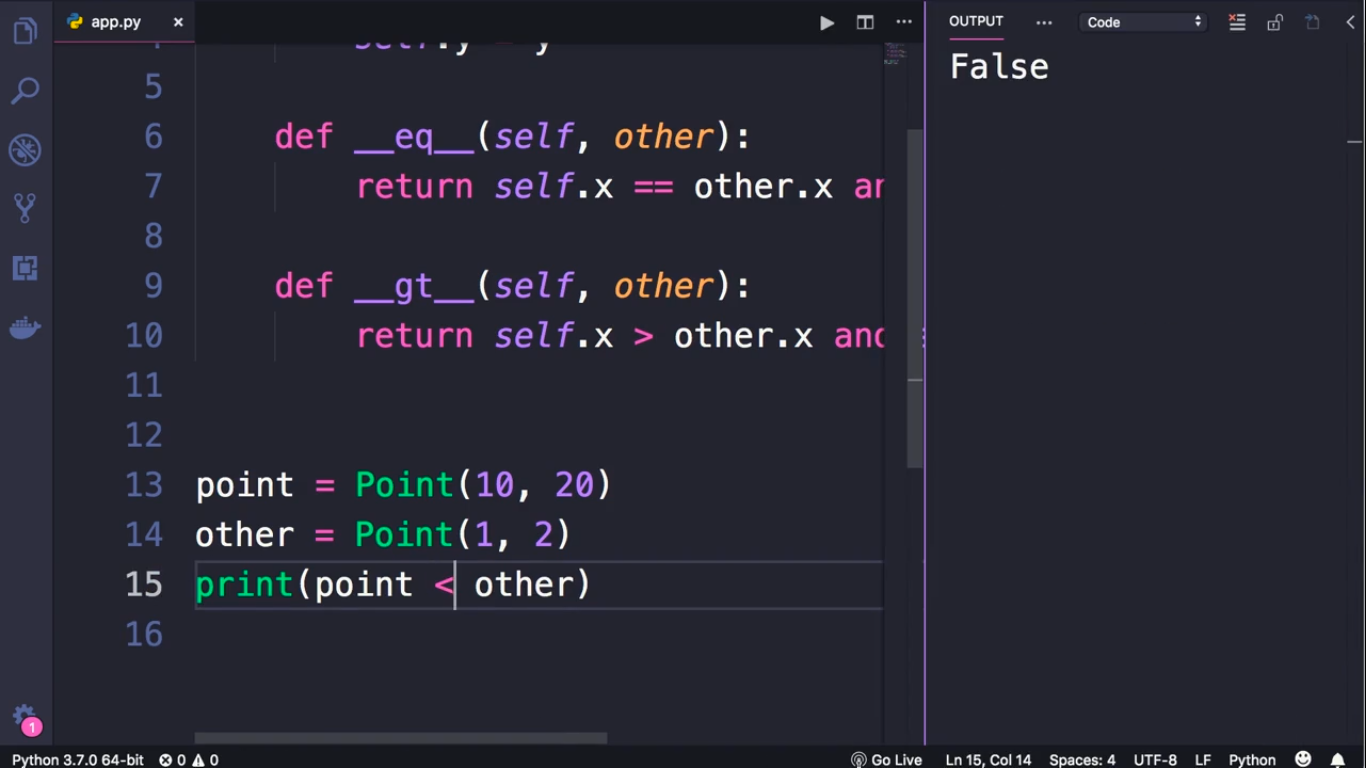 app.py
OUTPUT
Code
False
5
6 def __eq__(self, other):
7 return self.x == other.x
8
9 def __gt__(self, other):
10 return self.x > other.x and
11
12
13 point = Point(10, 20)
14 other = Point(1, 2)
15 print(point < other)
16
1
Python 3.7.0 64-bit 0 0 Go Live Ln 15, Col 14 Spaces: 4 UTF-8 LF Python